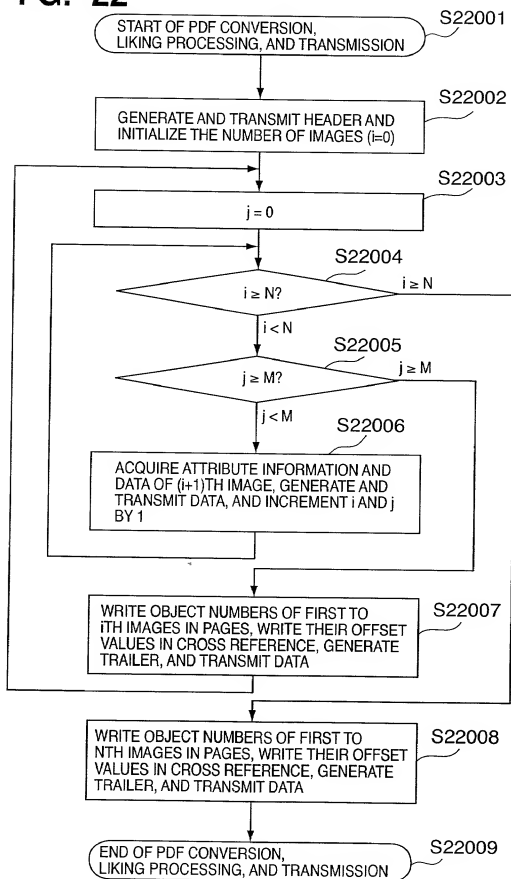 FIG. 22
S22001
START OF PDF CONVERSION,
LIKING PROCESSING, AND TRANSMISSION
S22002
GENERATE AND TRANSMIT HEADER AND
INITIALIZE THE NUMBER OF IMAGES (i=0)
S22003
j = 0
S22004
i ≥ N?
i ≥ N
i < N
S22005
j ≥ M?
j ≥ M
j < M
S22006
ACQUIRE ATTRIBUTE INFORMATION AND
DATA OF (i+1)TH IMAGE, GENERATE AND
TRANSMIT DATA, AND INCREMENT i AND j
BY 1
S22007
WRITE OBJECT NUMBERS OF FIRST TO
iTH IMAGES IN PAGES, WRITE THEIR OFFSET
VALUES IN CROSS REFERENCE, GENERATE
TRAILER, AND TRANSMIT DATA
S22008
WRITE OBJECT NUMBERS OF FIRST TO
NTH IMAGES IN PAGES, WRITE THEIR OFFSET
VALUES IN CROSS REFERENCE, GENERATE
TRAILER, AND TRANSMIT DATA
S22009
END OF PDF CONVERSION,
LIKING PROCESSING, AND TRANSMISSION